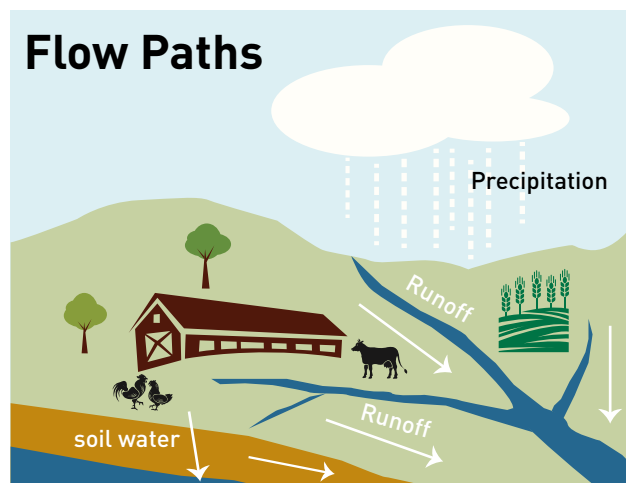 Flow Paths
Precipitation
Runoff
Runoff
soil water